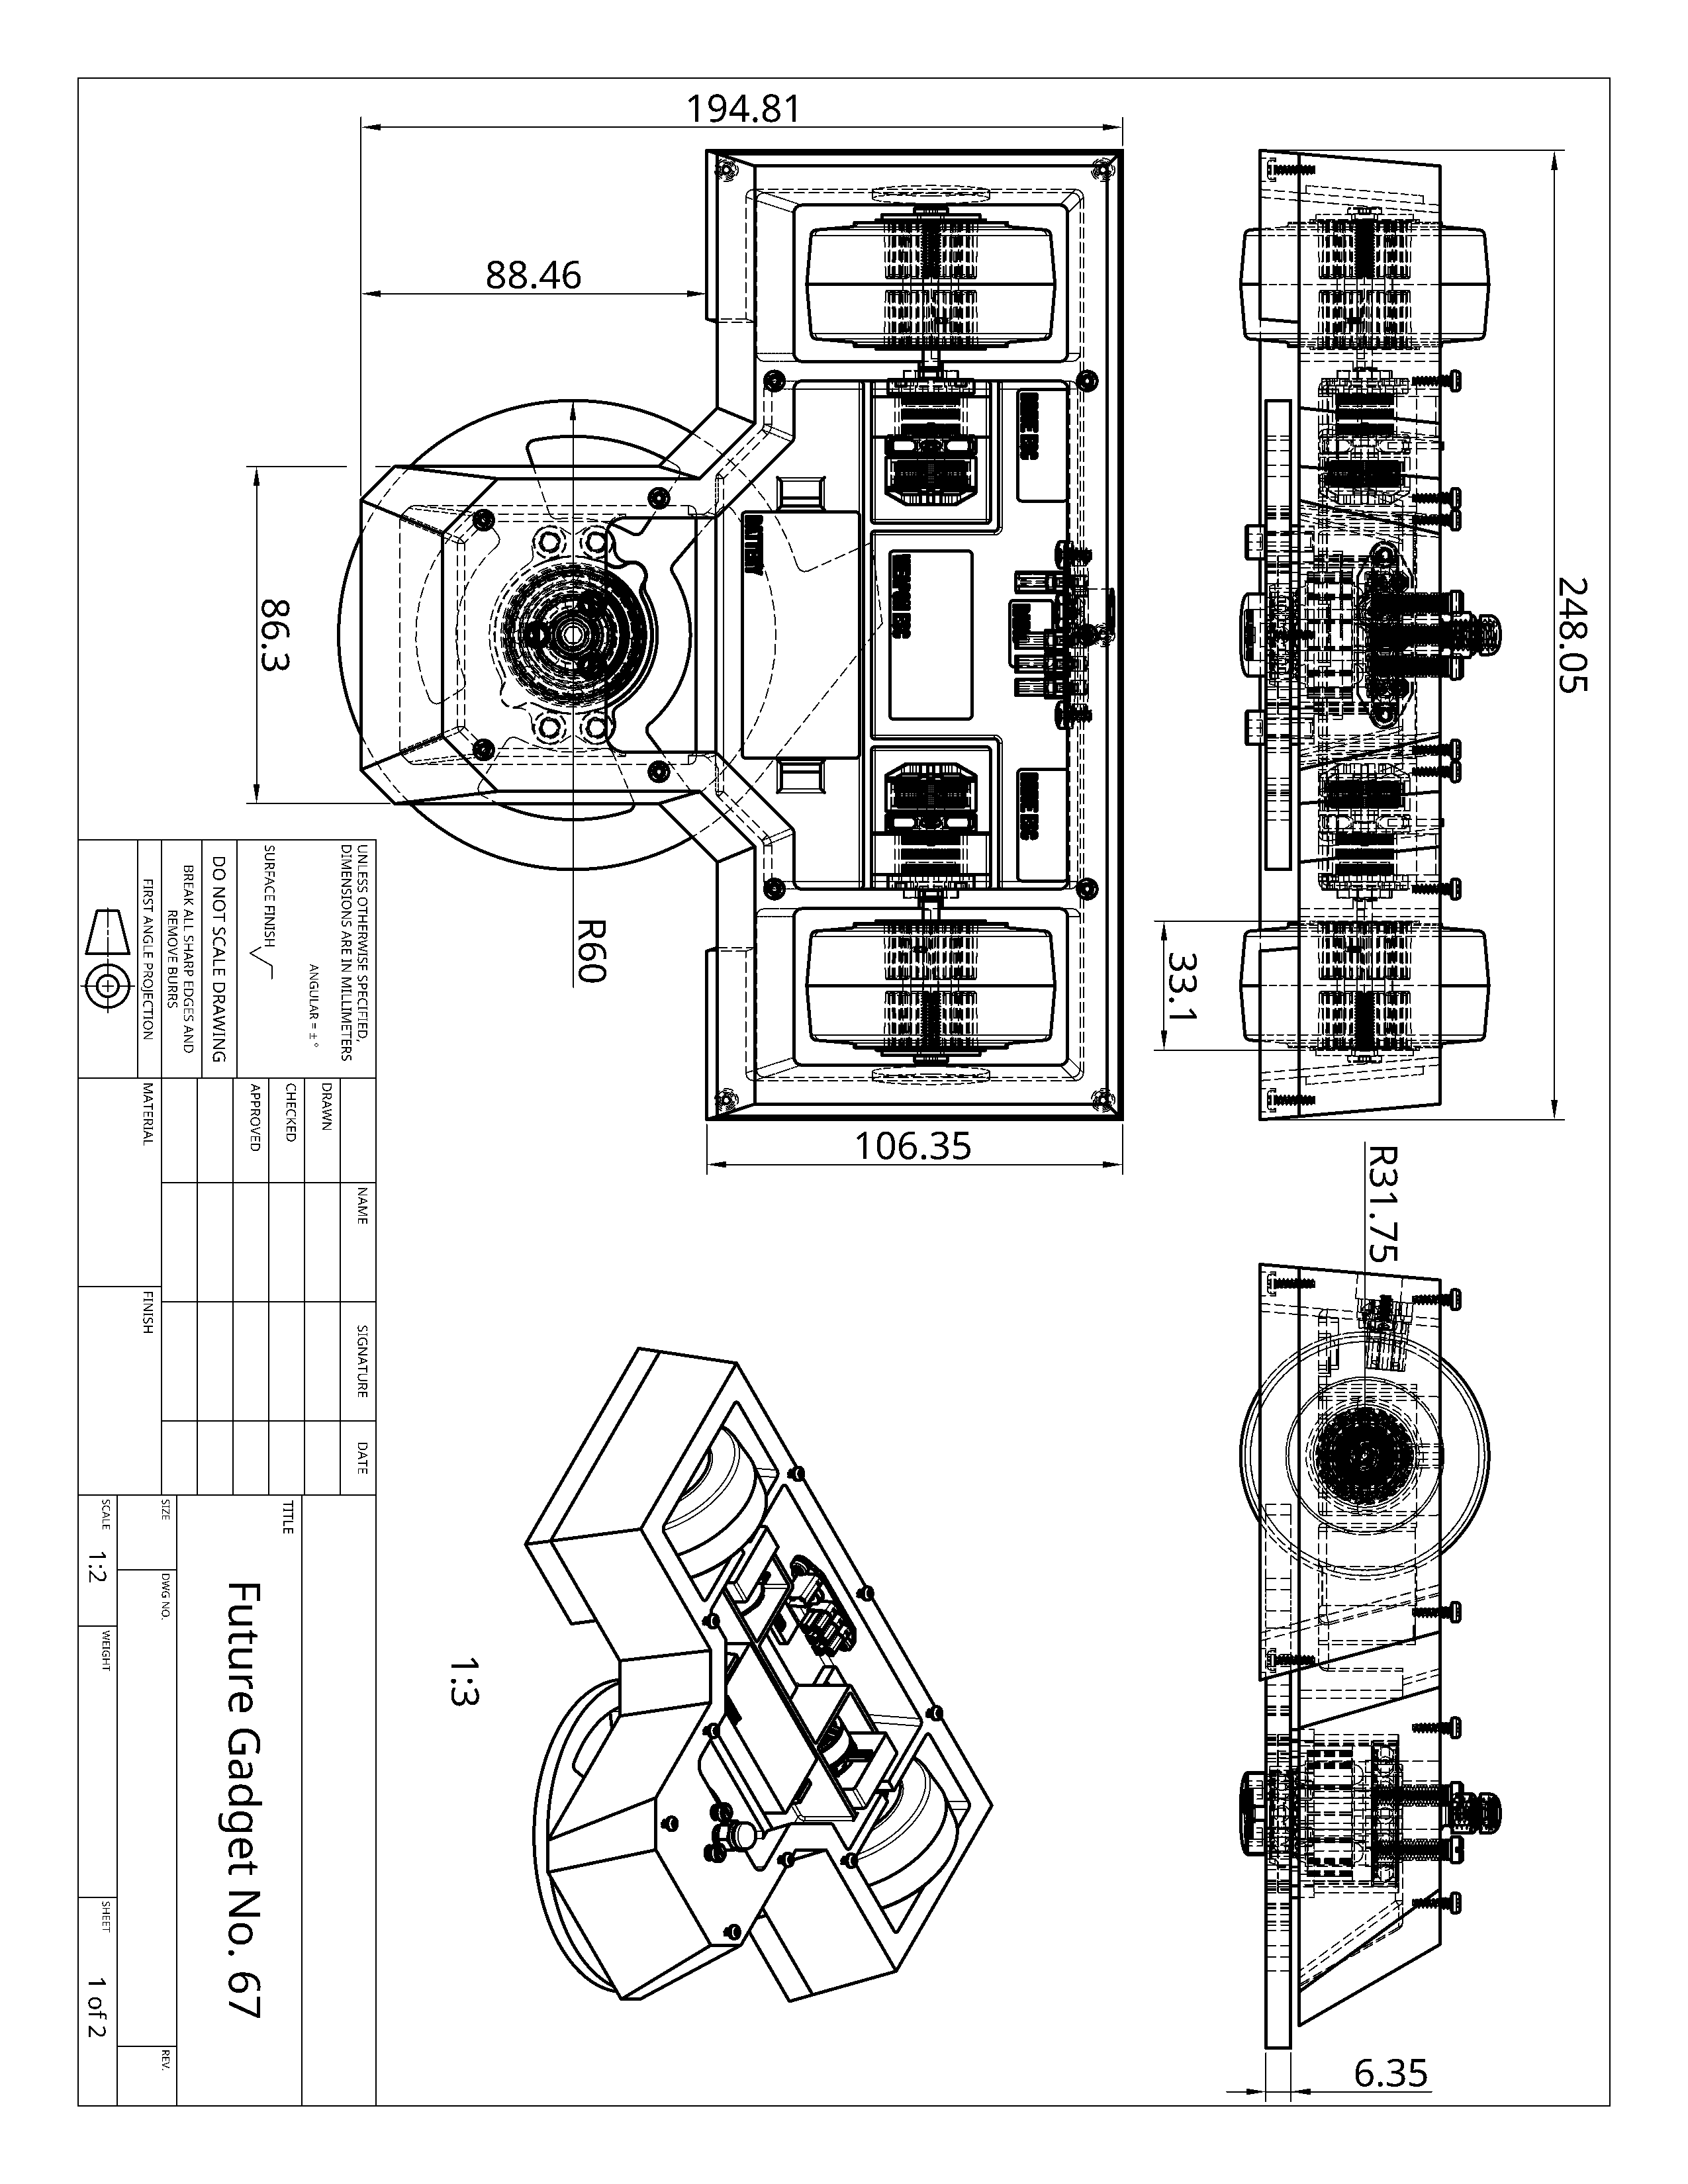 194.81
88.46
86.3
R60
106.35
248.05
33.1
R31.75
6.35
BATTERY
WEAPON ESC
1:3
UNLESS OTHERWISE SPECIFIED,
DIMENSIONS ARE IN MILLIMETERS
ANGULAR = ± °
SURFACE FINISH
DO NOT SCALE DRAWING
BREAK ALL SHARP EDGES AND
REMOVE BURRS
FIRST ANGLE PROJECTION
NAME
SIGNATURE
DATE
DRAWN
CHECKED
APPROVED
MATERIAL
FINISH
TITLE
Future Gadget No. 67
SIZE
DWG NO.
REV.
SCALE
1:2
WEIGHT
SHEET
1 of 2